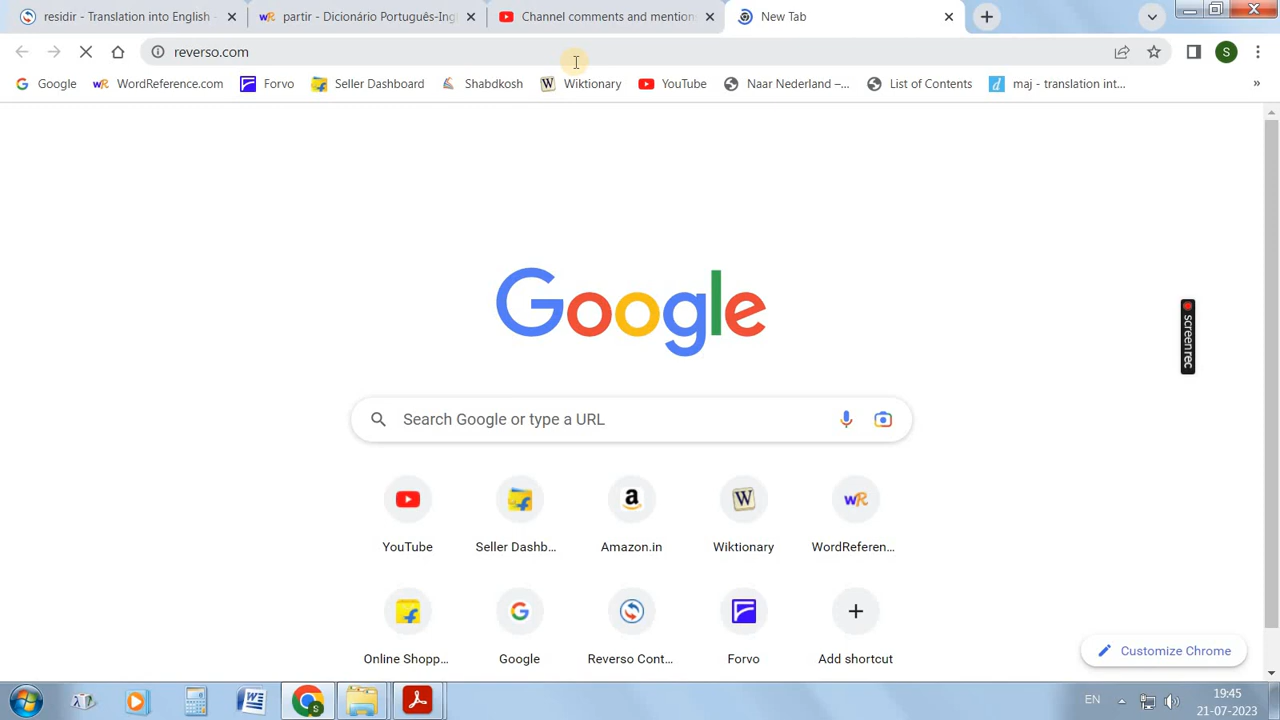 residir - Translation into English -
partir - Dicionário Português-Ing
Channel comments and mention
New Tab
reverso.com
S
Google
WordReference.com
Forvo
Seller Dashboard
Shabdkosh
Wiktionary
YouTube
Naar Nederland –...
List of Contents
maj - translation int...
»
Google
Search Google or type a URL
YouTube
Seller Dashb...
Amazon.in
Wiktionary
WordReferen...
Online Shopp...
Google
Reverso Cont...
Forvo
Add shortcut
Customize Chrome
screenrec
EN
19:45
21-07-2023